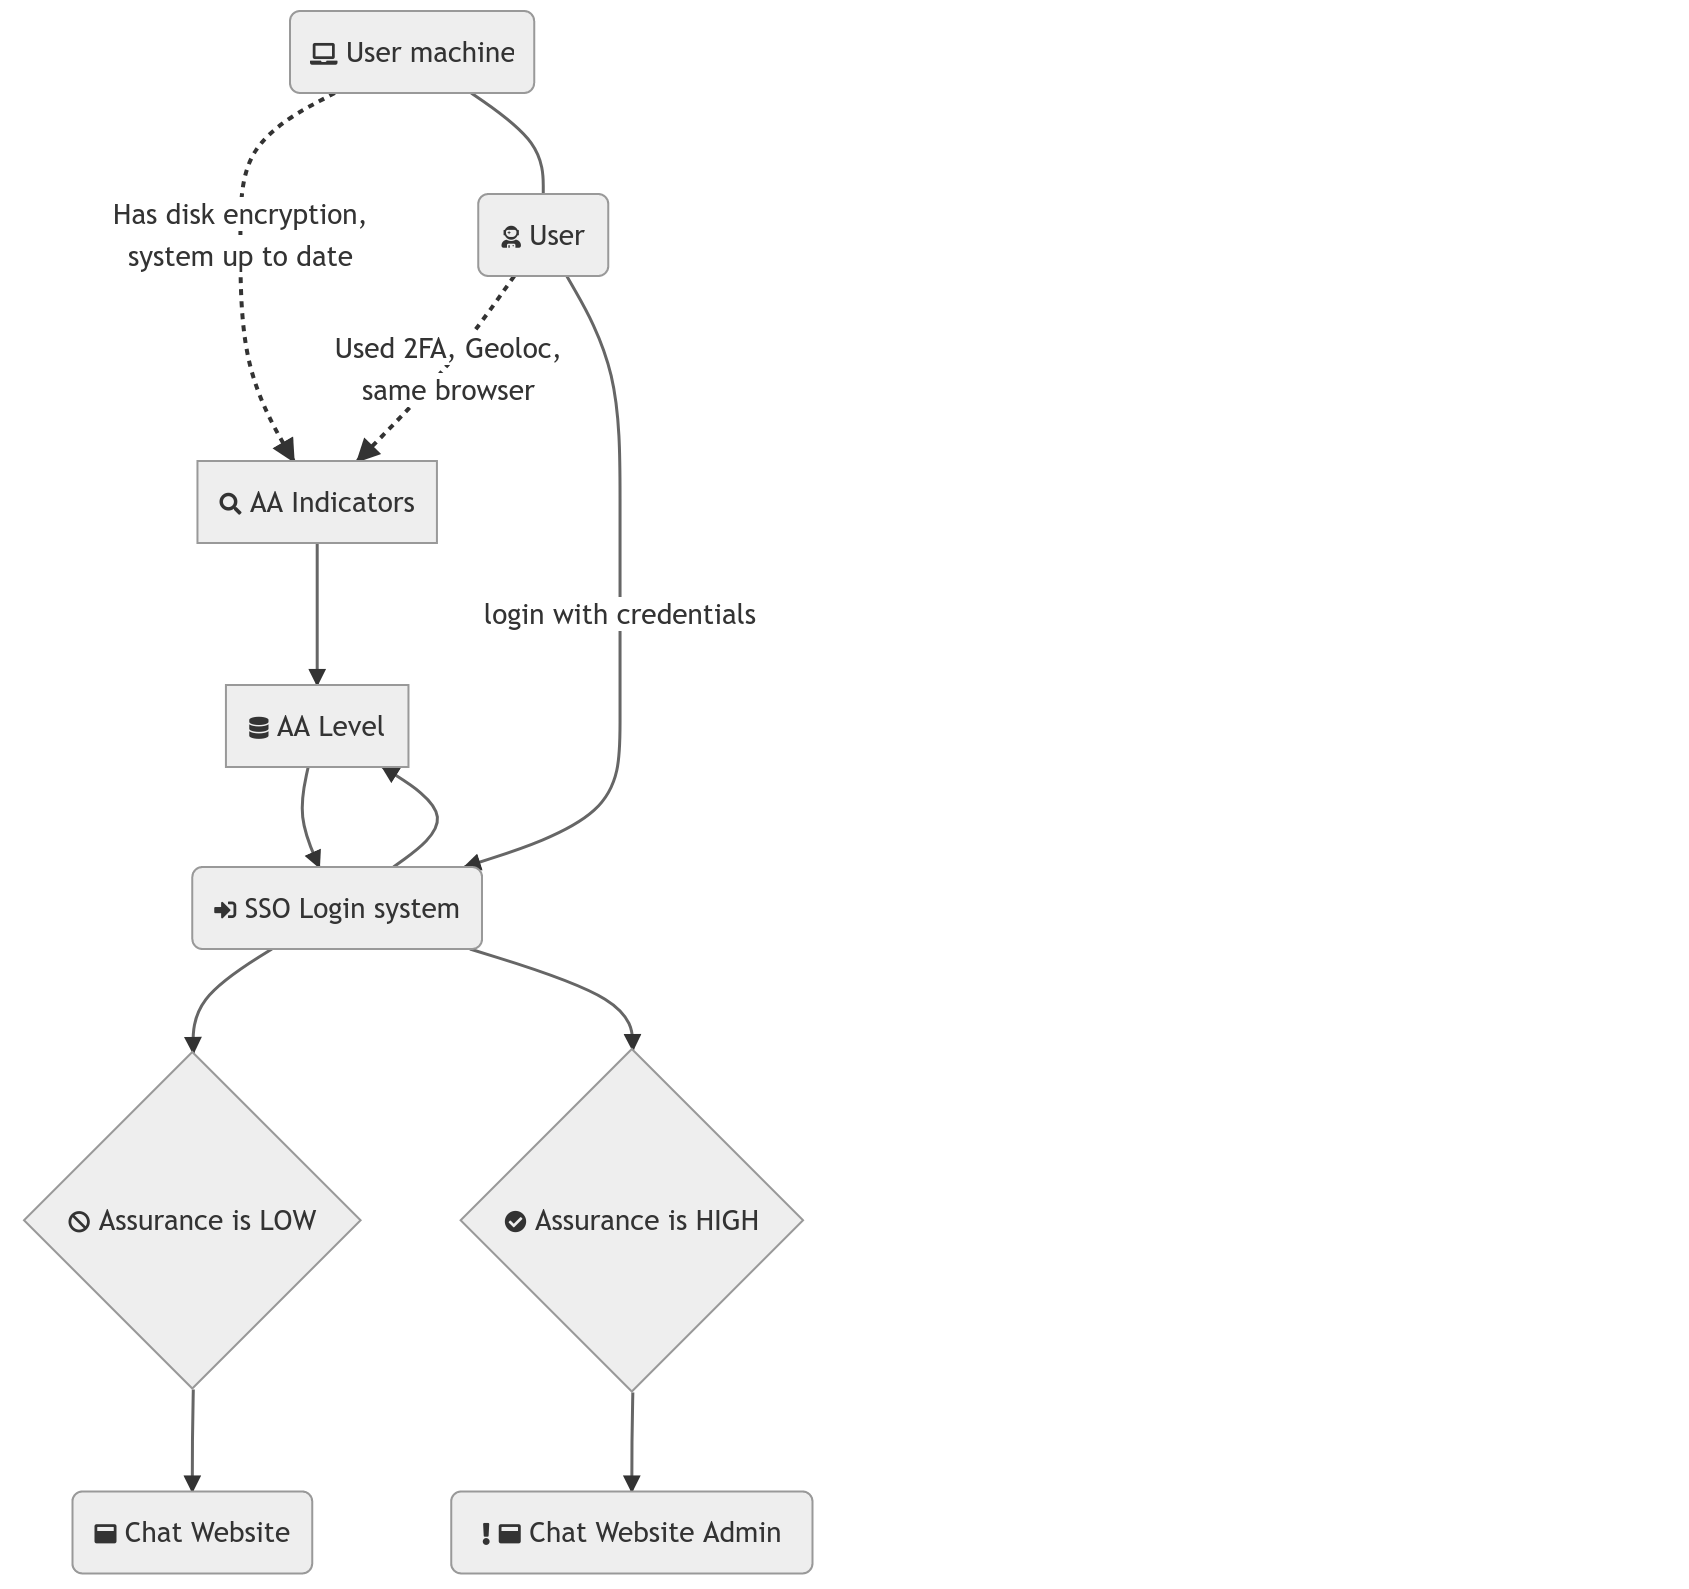 User machine
Has disk encryption,
system up to date
User
Used 2FA, Geoloc,
same browser
AA Indicators
login with credentials
AA Level
SSO Login system
Assurance is LOW
Assurance is HIGH
Chat Website
Chat Website Admin